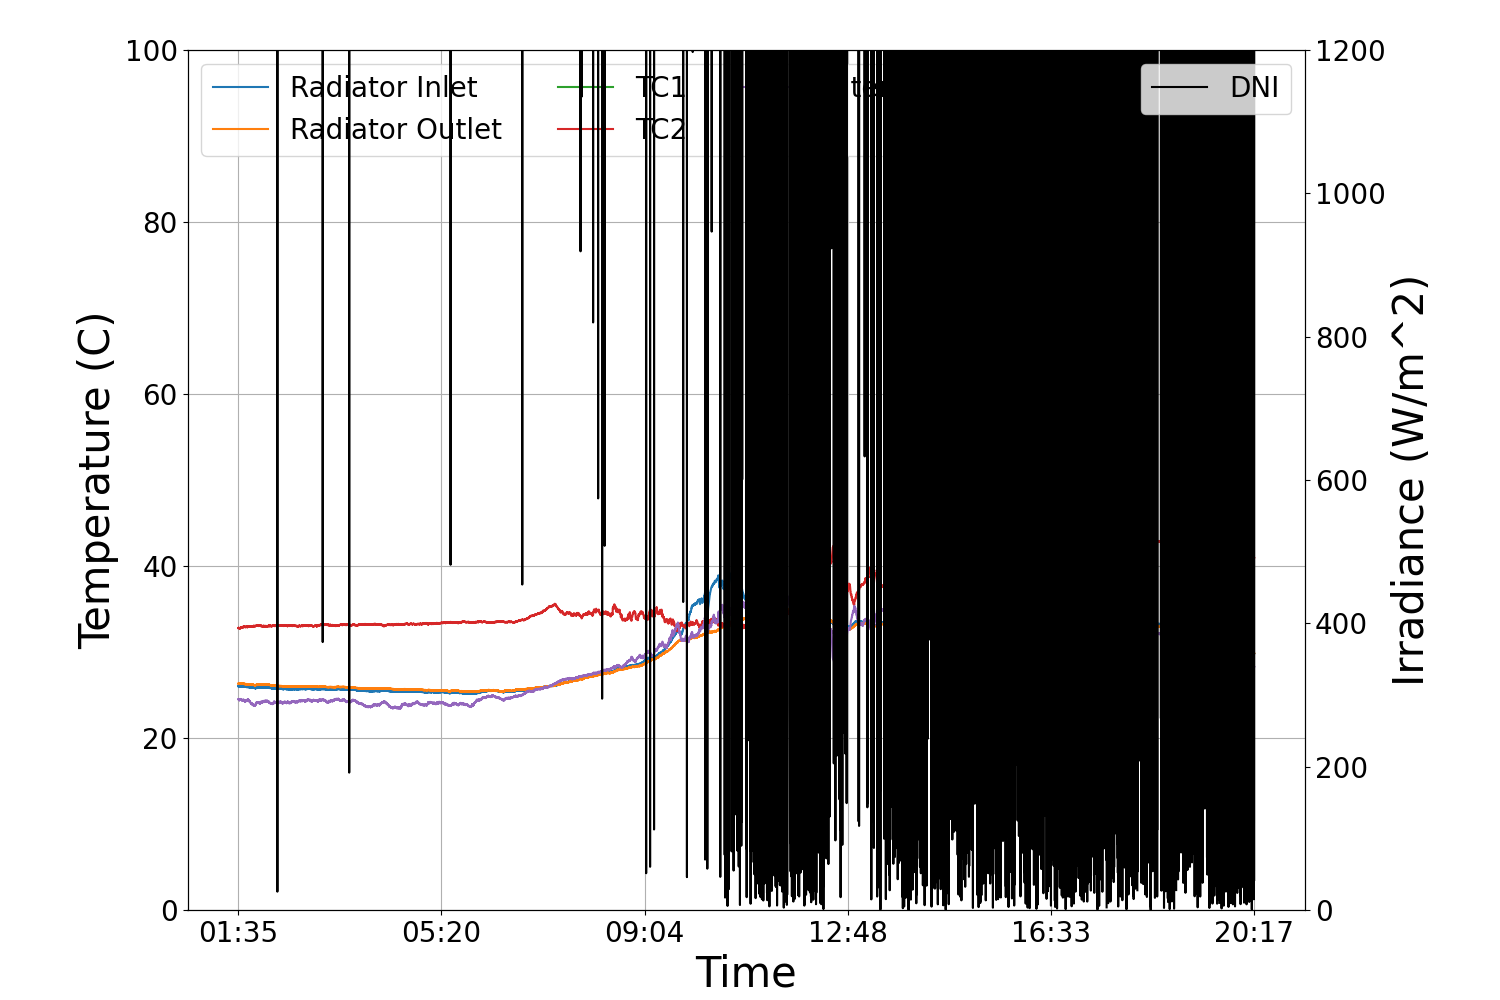 100
80
60
40
20
0
Temperature (C)
Radiator Inlet
Radiator Outlet
TC1
TC2
DNI
1200
1000
800
600
400
200
0
Irradiance (W/m^2)
01:35 05:20 09:04 12:48 16:33 20:17
Time